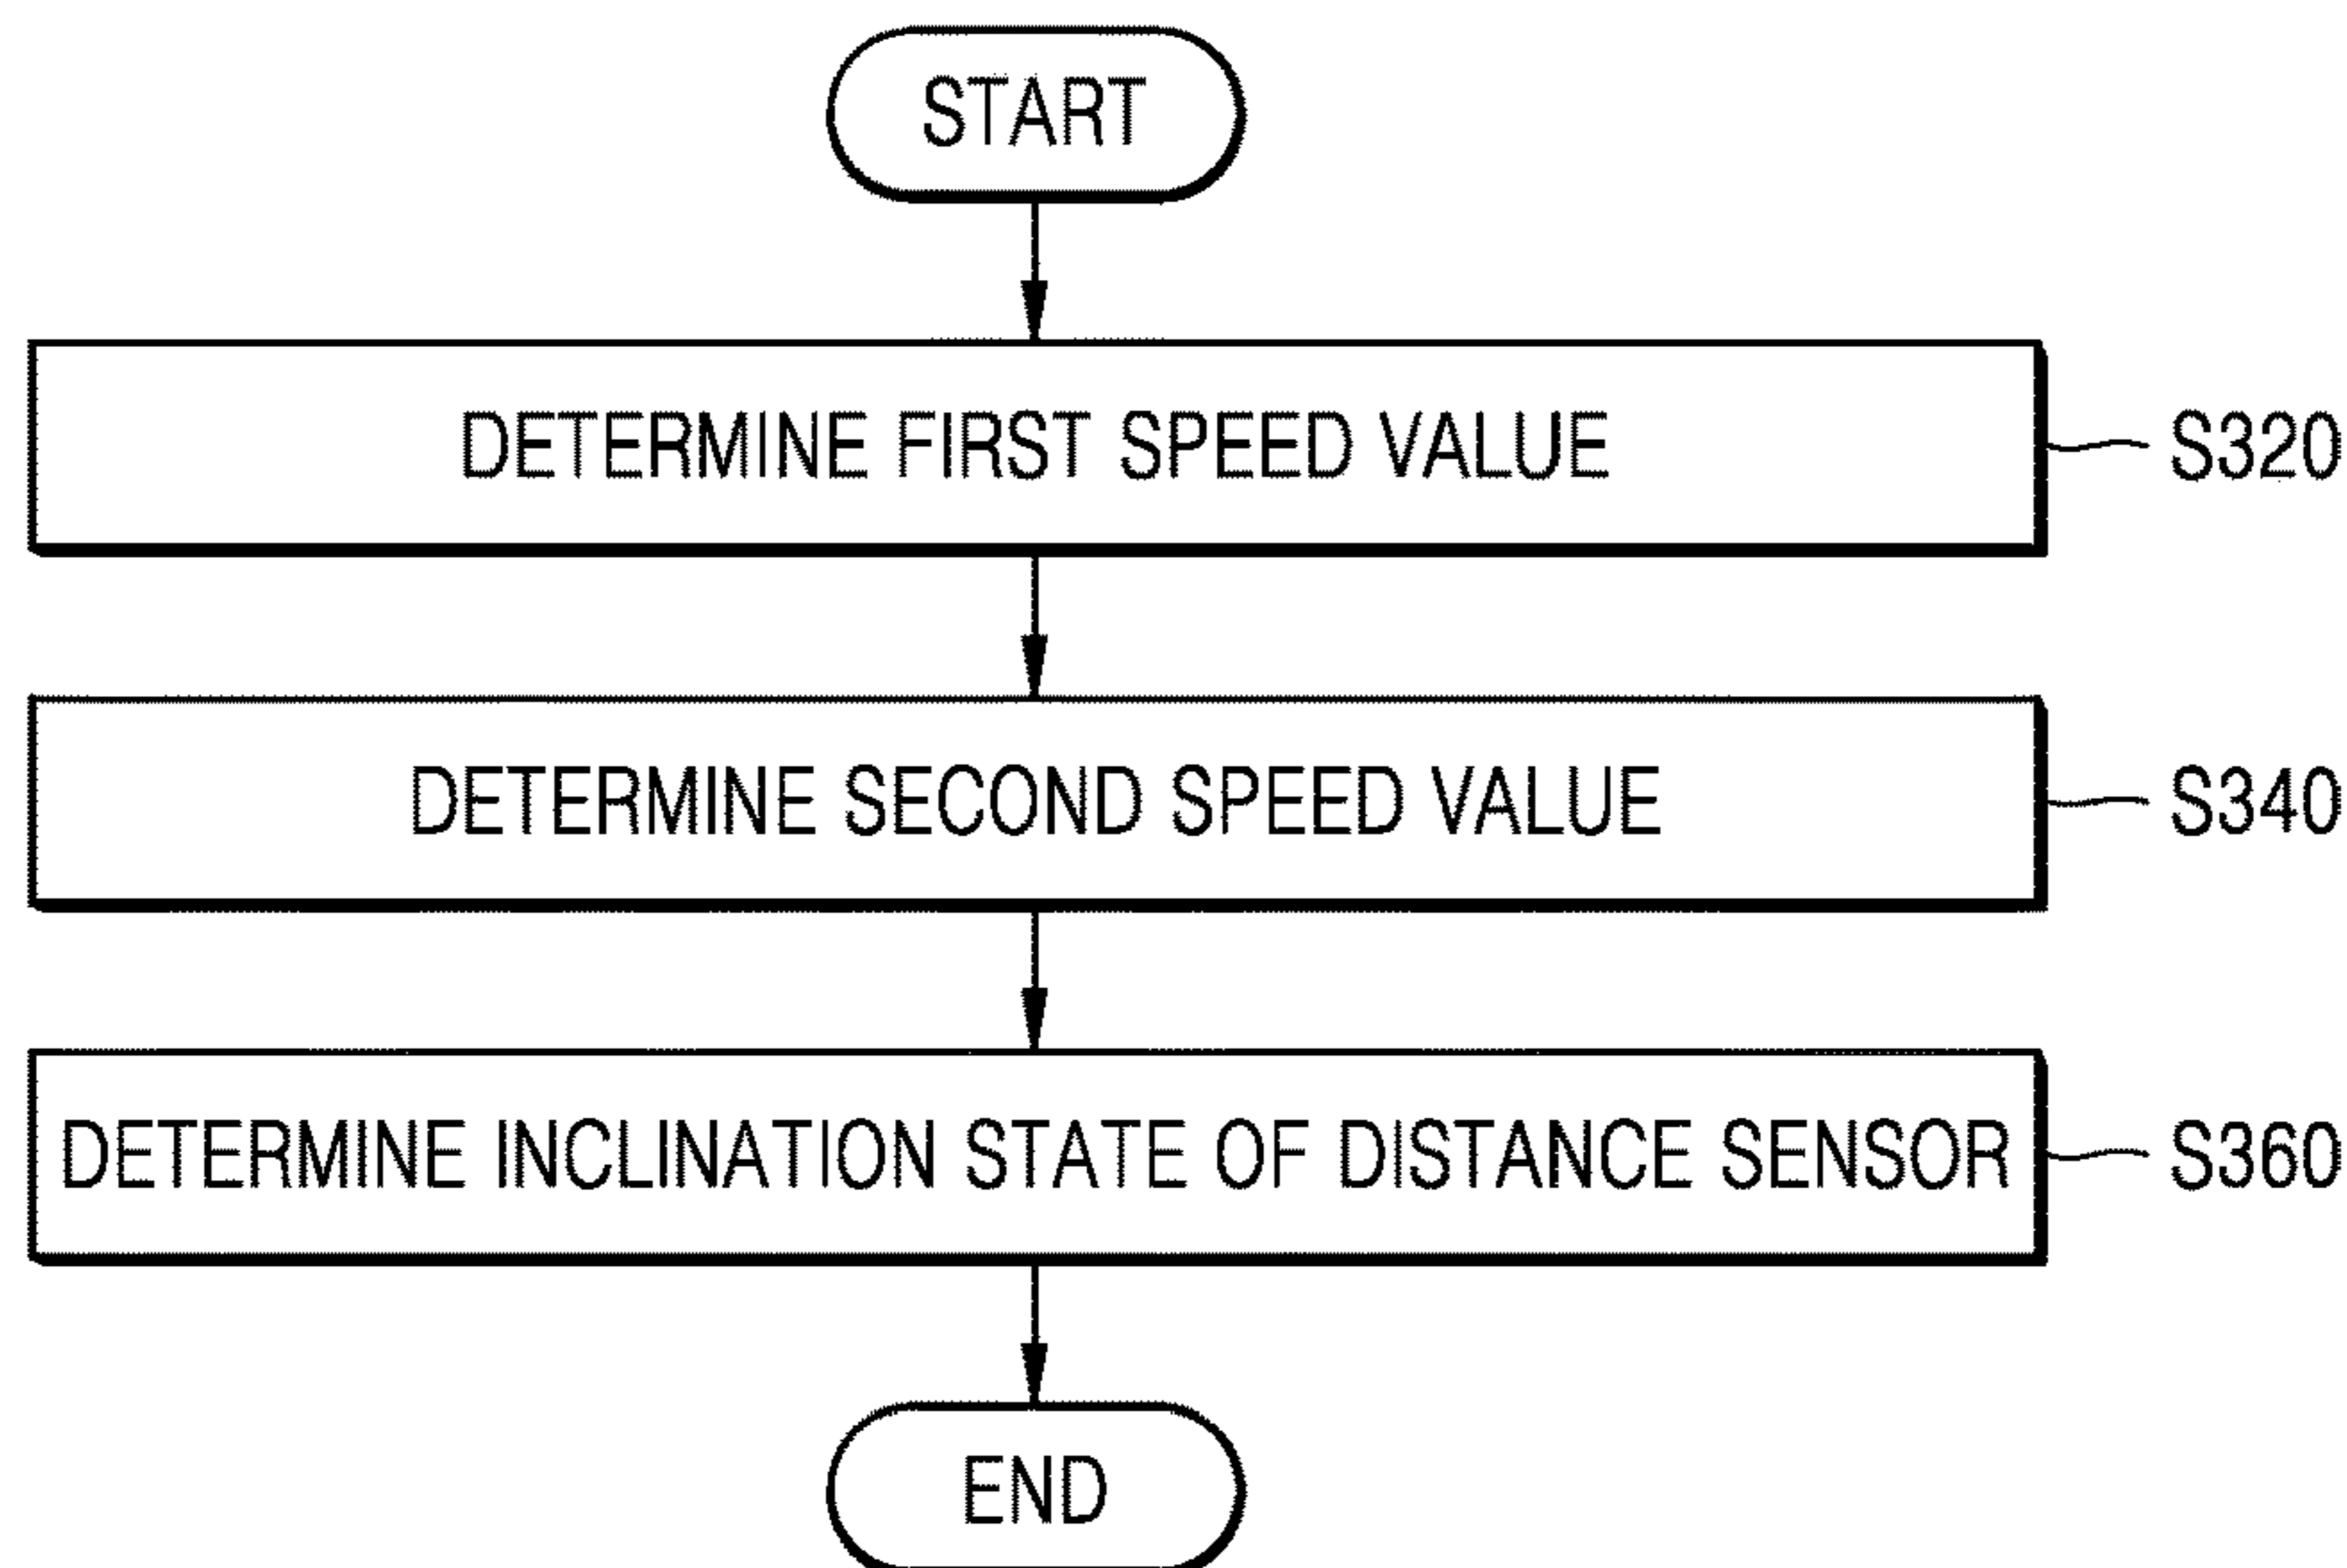 START
DETERMINE FIRST SPEED VALUE
S320
DETERMINE SECOND SPEED VALUE
S340
DETERMINE INCLINATION STATE OF DISTANCE SENSOR
S360
END